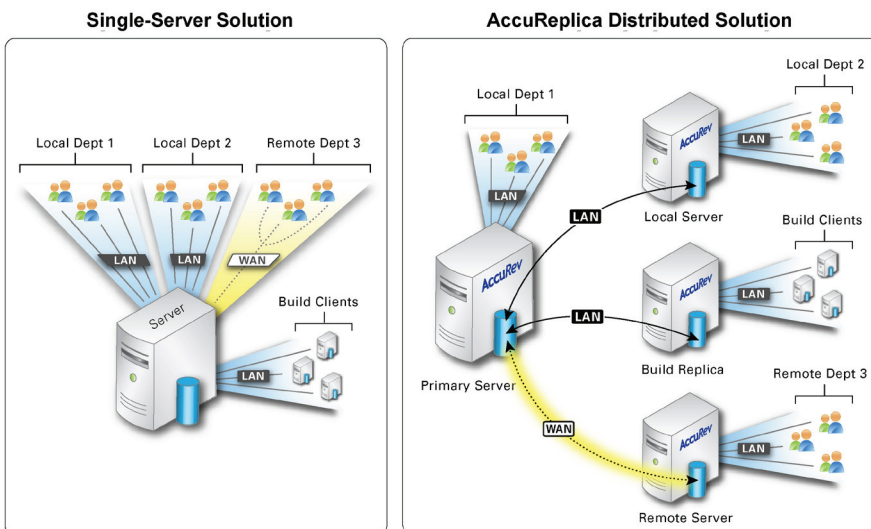 Single-Server Solution
Local Dept 1
Local Dept 2
Remote Dept 3
LAN
LAN
WAN
Server
Build Clients
LAN
AccuReplica Distributed Solution
Local Dept 1
LAN
AccuRev
Primary Server
LAN
LAN
WAN
Local Dept 2
AccuRev
LAN
Local Server
Build Clients
AccuRev
LAN
Build Replica
Remote Dept 3
AccuRev
LAN
Remote Server